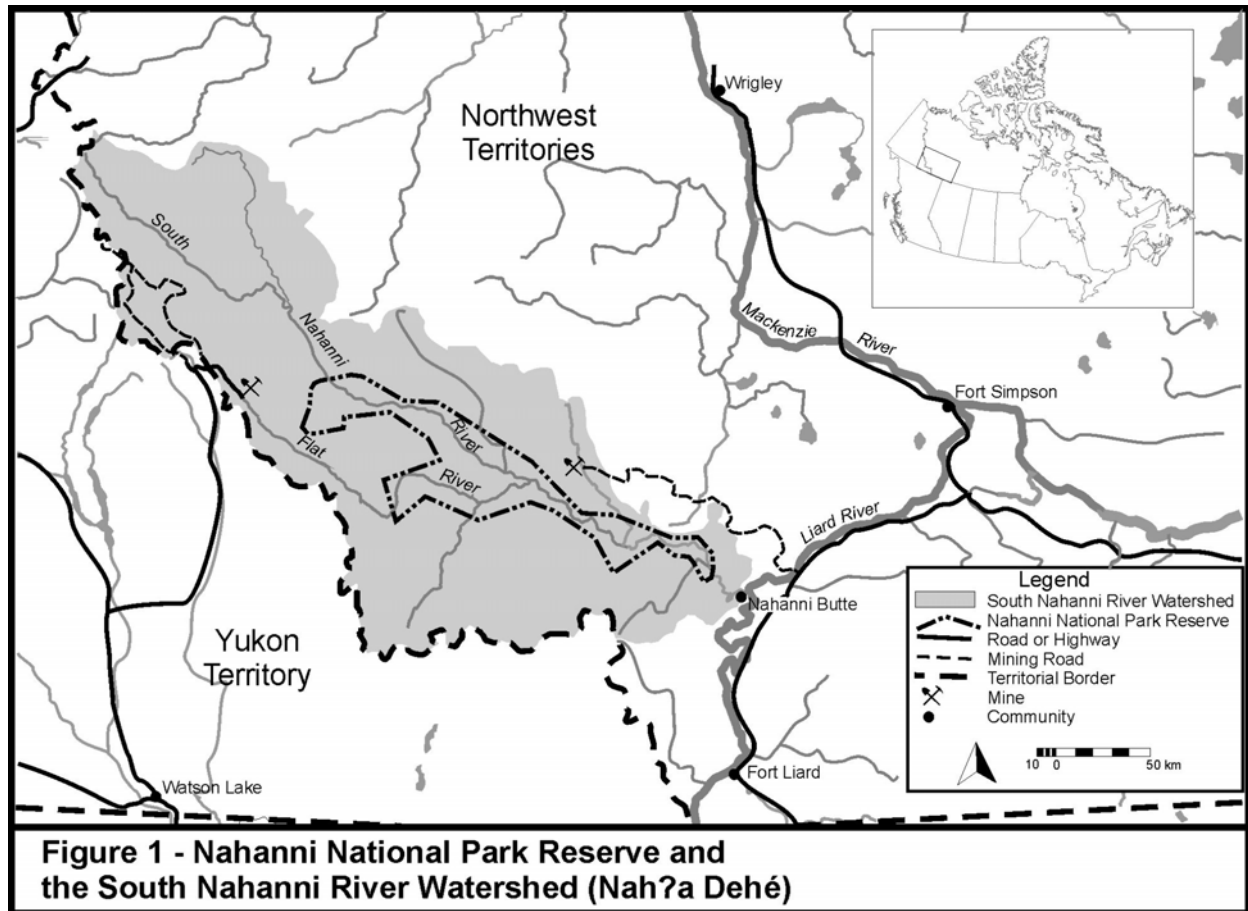 Wrigley
Northwest
Territories
South
Nahanni
River
Mackenzie
River
Fort Simpson
Flat
River
Liard River
Nahanni Butte
Yukon
Territory
Watson Lake
Fort Liard
Legend
South Nahanni River Watershed
Nahanni National Park Reserve
Road or Highway
Mining Road
Territorial Border
Mine
Community
10 0 50 km
Figure 1 - Nahanni National Park Reserve and
the South Nahanni River Watershed (Nah?a Dehé)